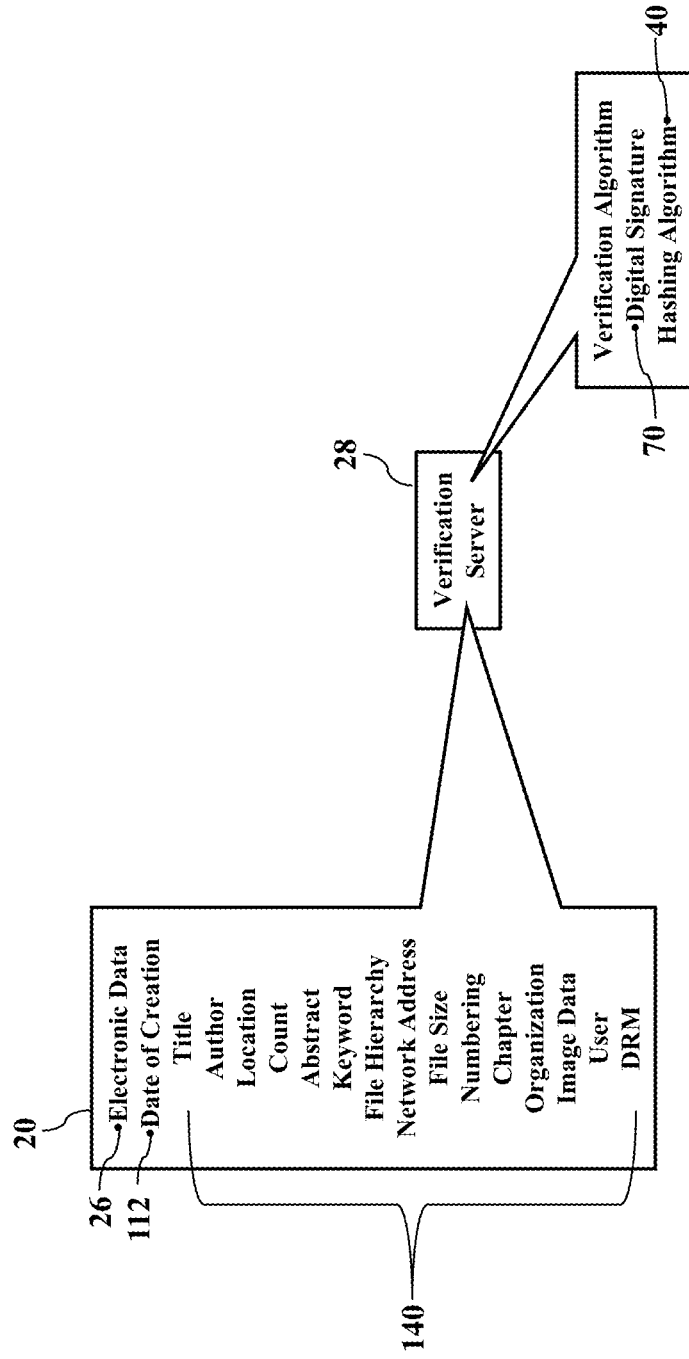 20
26
•Electronic Data
112
•Date of Creation
Title
Author
Location
Count
Abstract
Keyword
File Hierarchy
Network Address
File Size
Numbering
Chapter
Organization
Image Data
User
DRM
140
28
Verification
Server
Verification Algorithm
•Digital Signature
Hashing Algorithm•
70
40